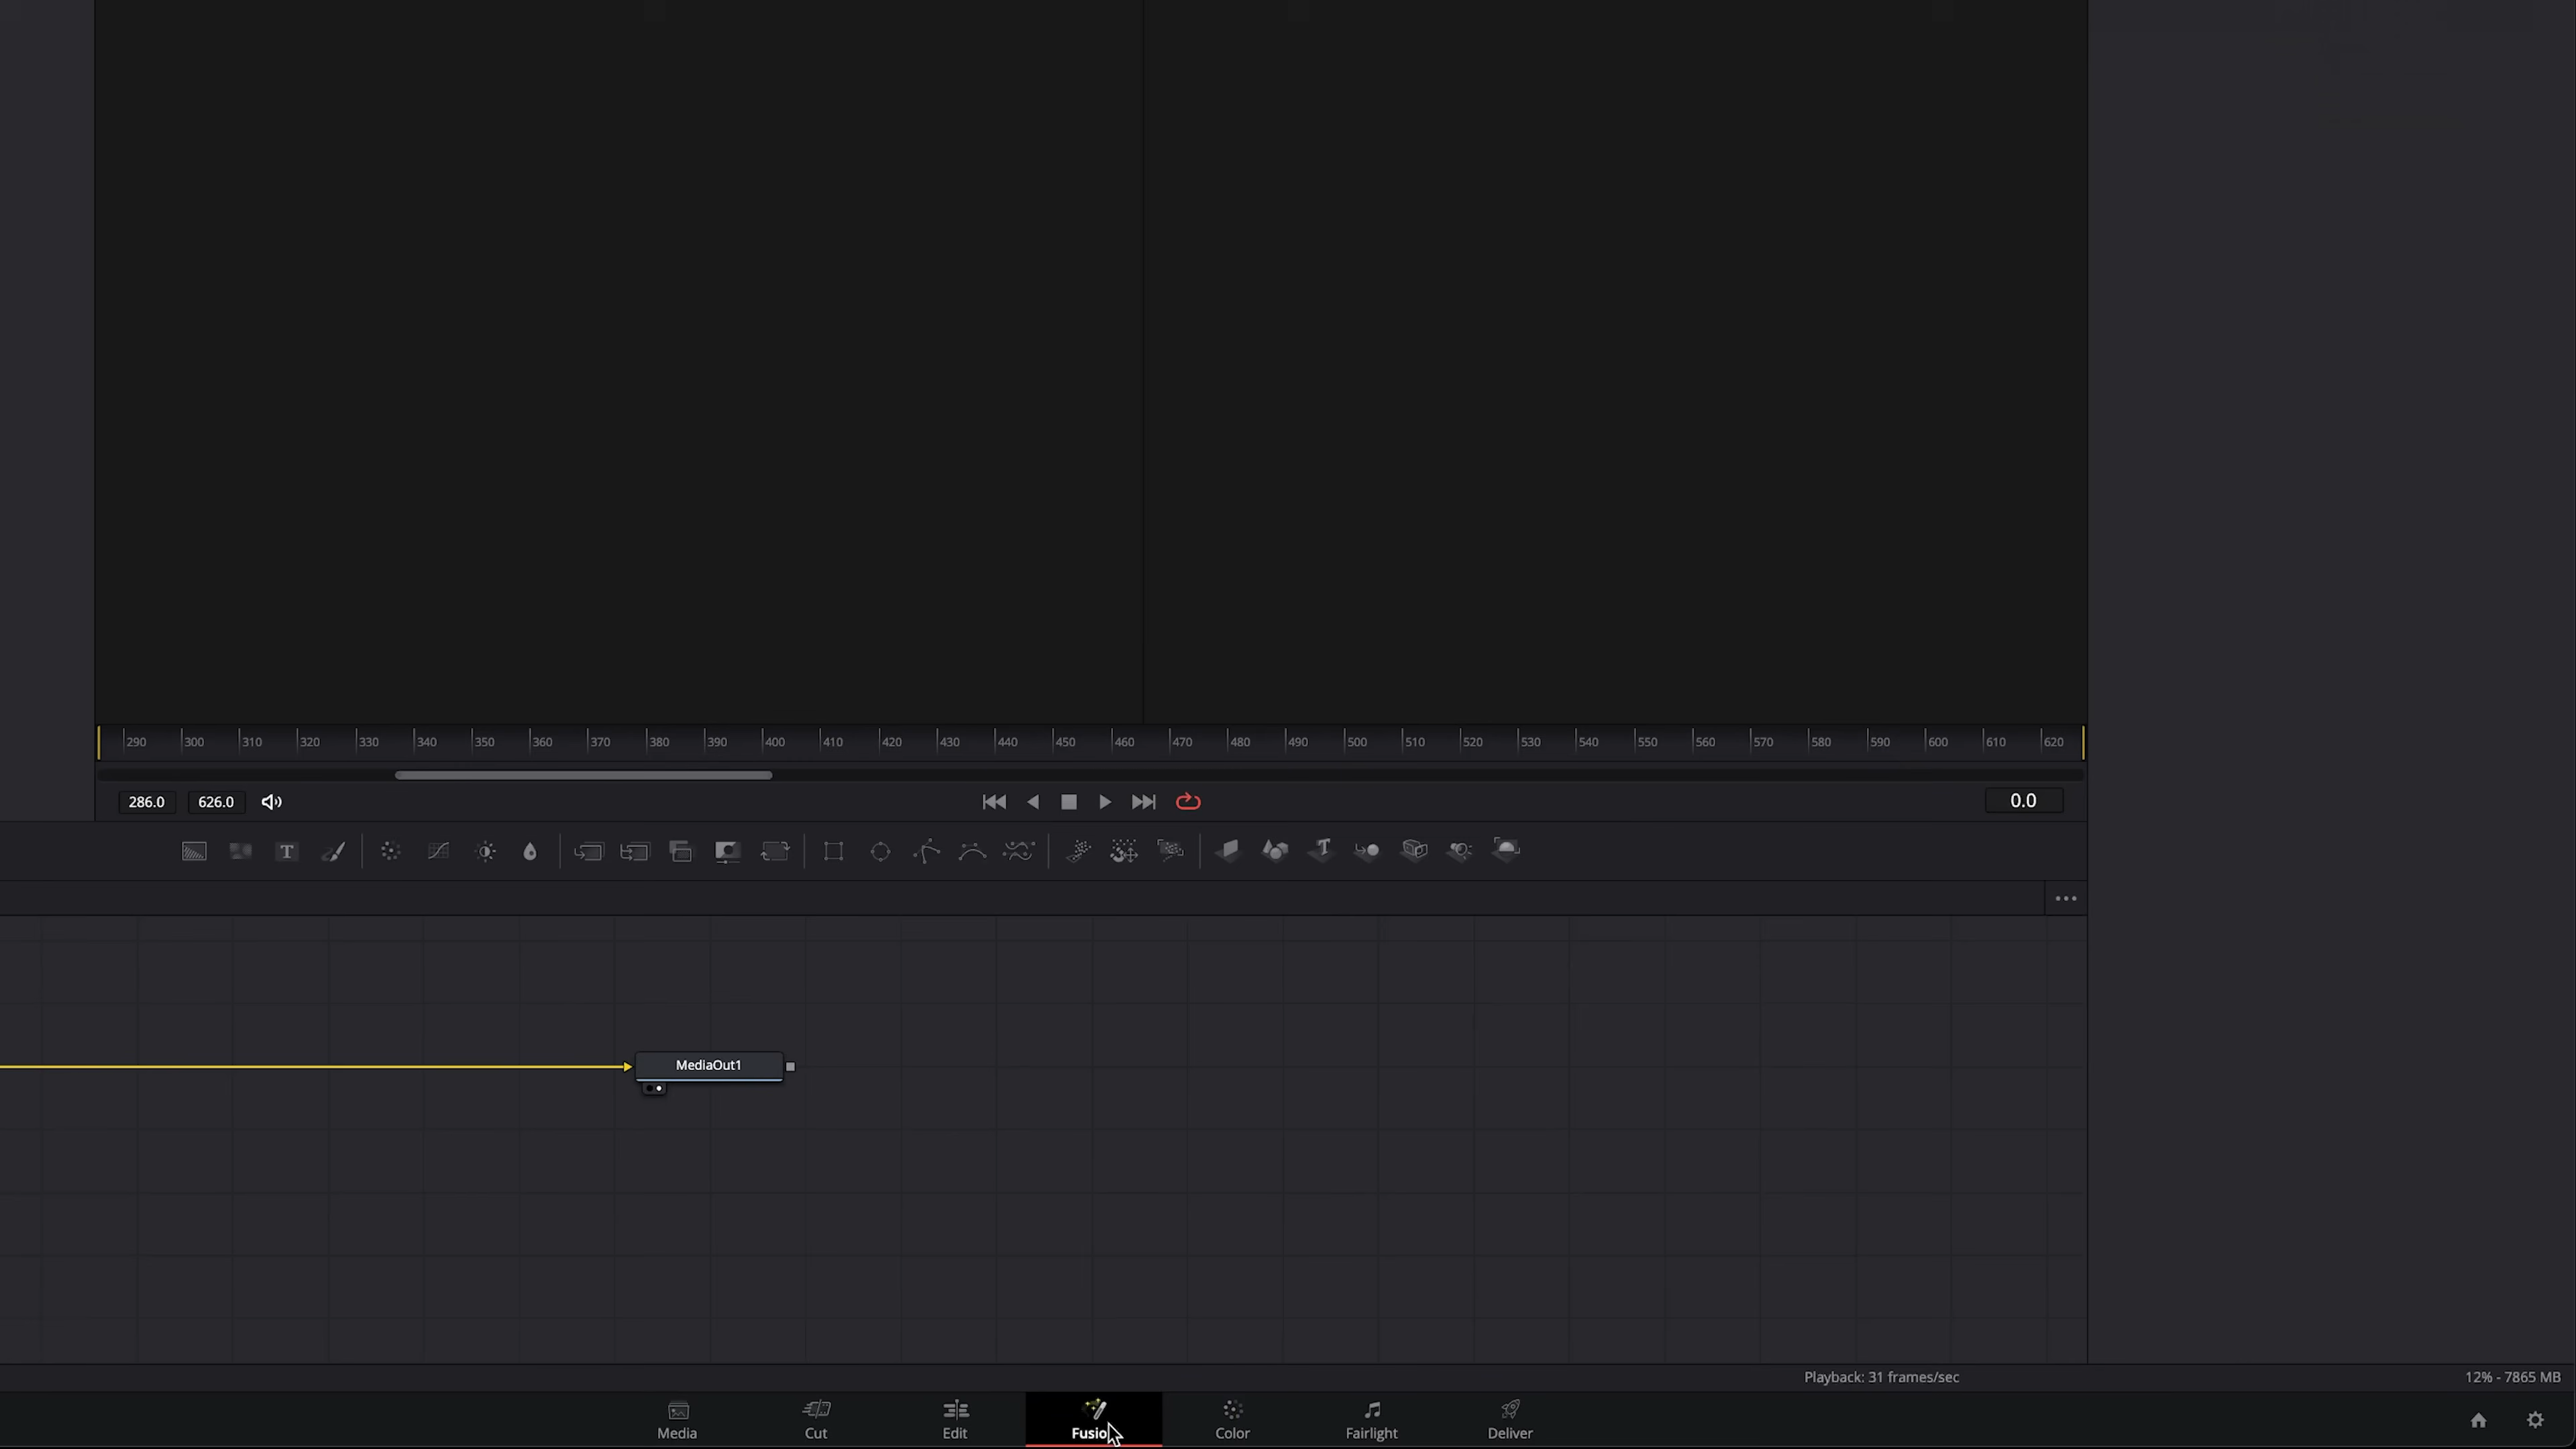 290 300 310 320 330 340 350 360 370 380 390 400 410 420 430 440 450 460 470 480 490 500 510 520 530 540 550 560 570 580 590 600 610 620
286.0 626.0 0.0
T
MediaOut1
Playback: 31 frames/sec 12% - 7865 MB
Media Cut Edit Fusio Color Fairlight Deliver